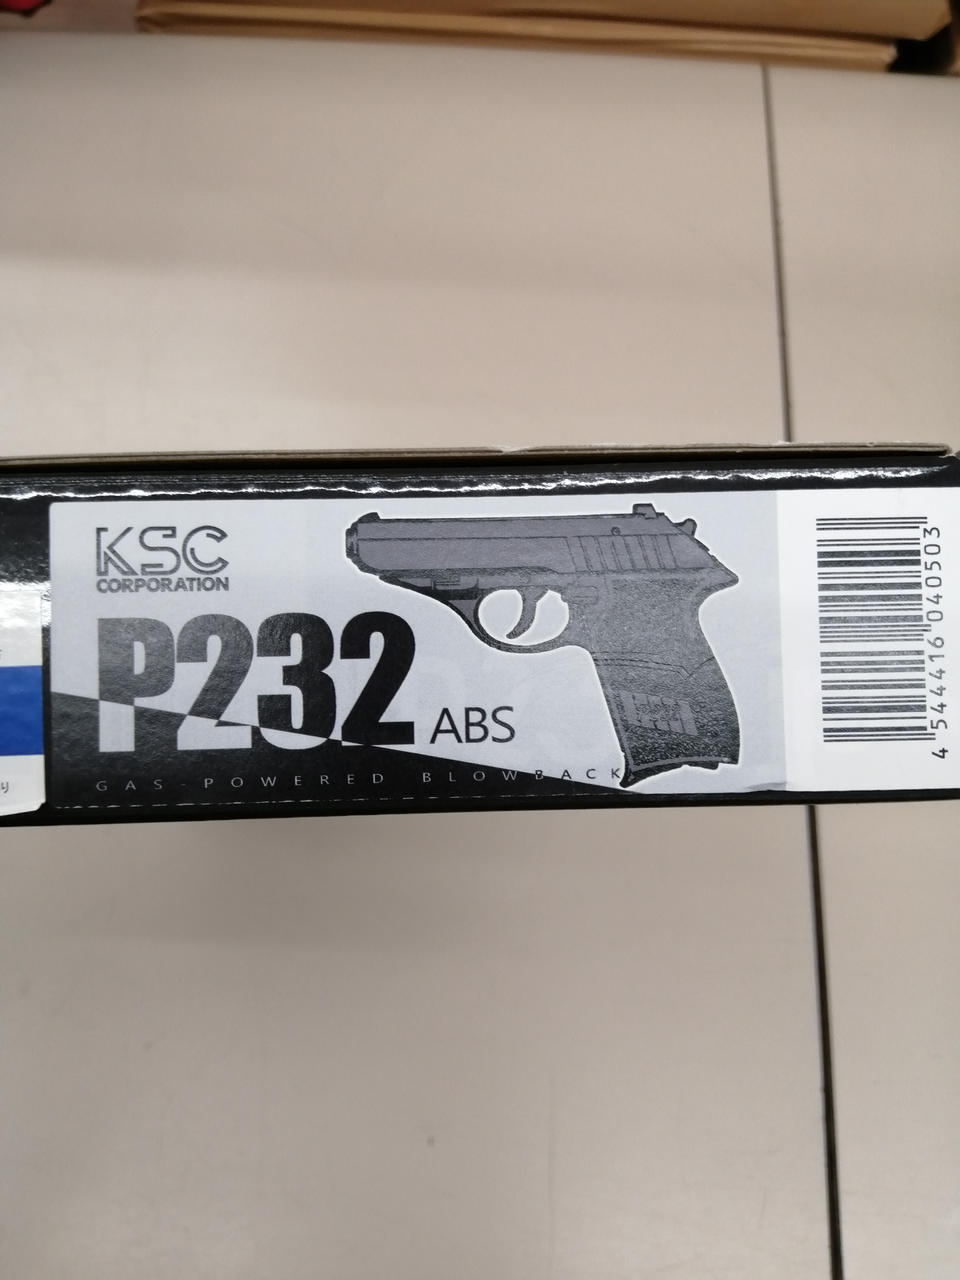 KSC
CORPORATION
P232 ABS
GAS-POWERED BLOWBACK
4 544416 040503